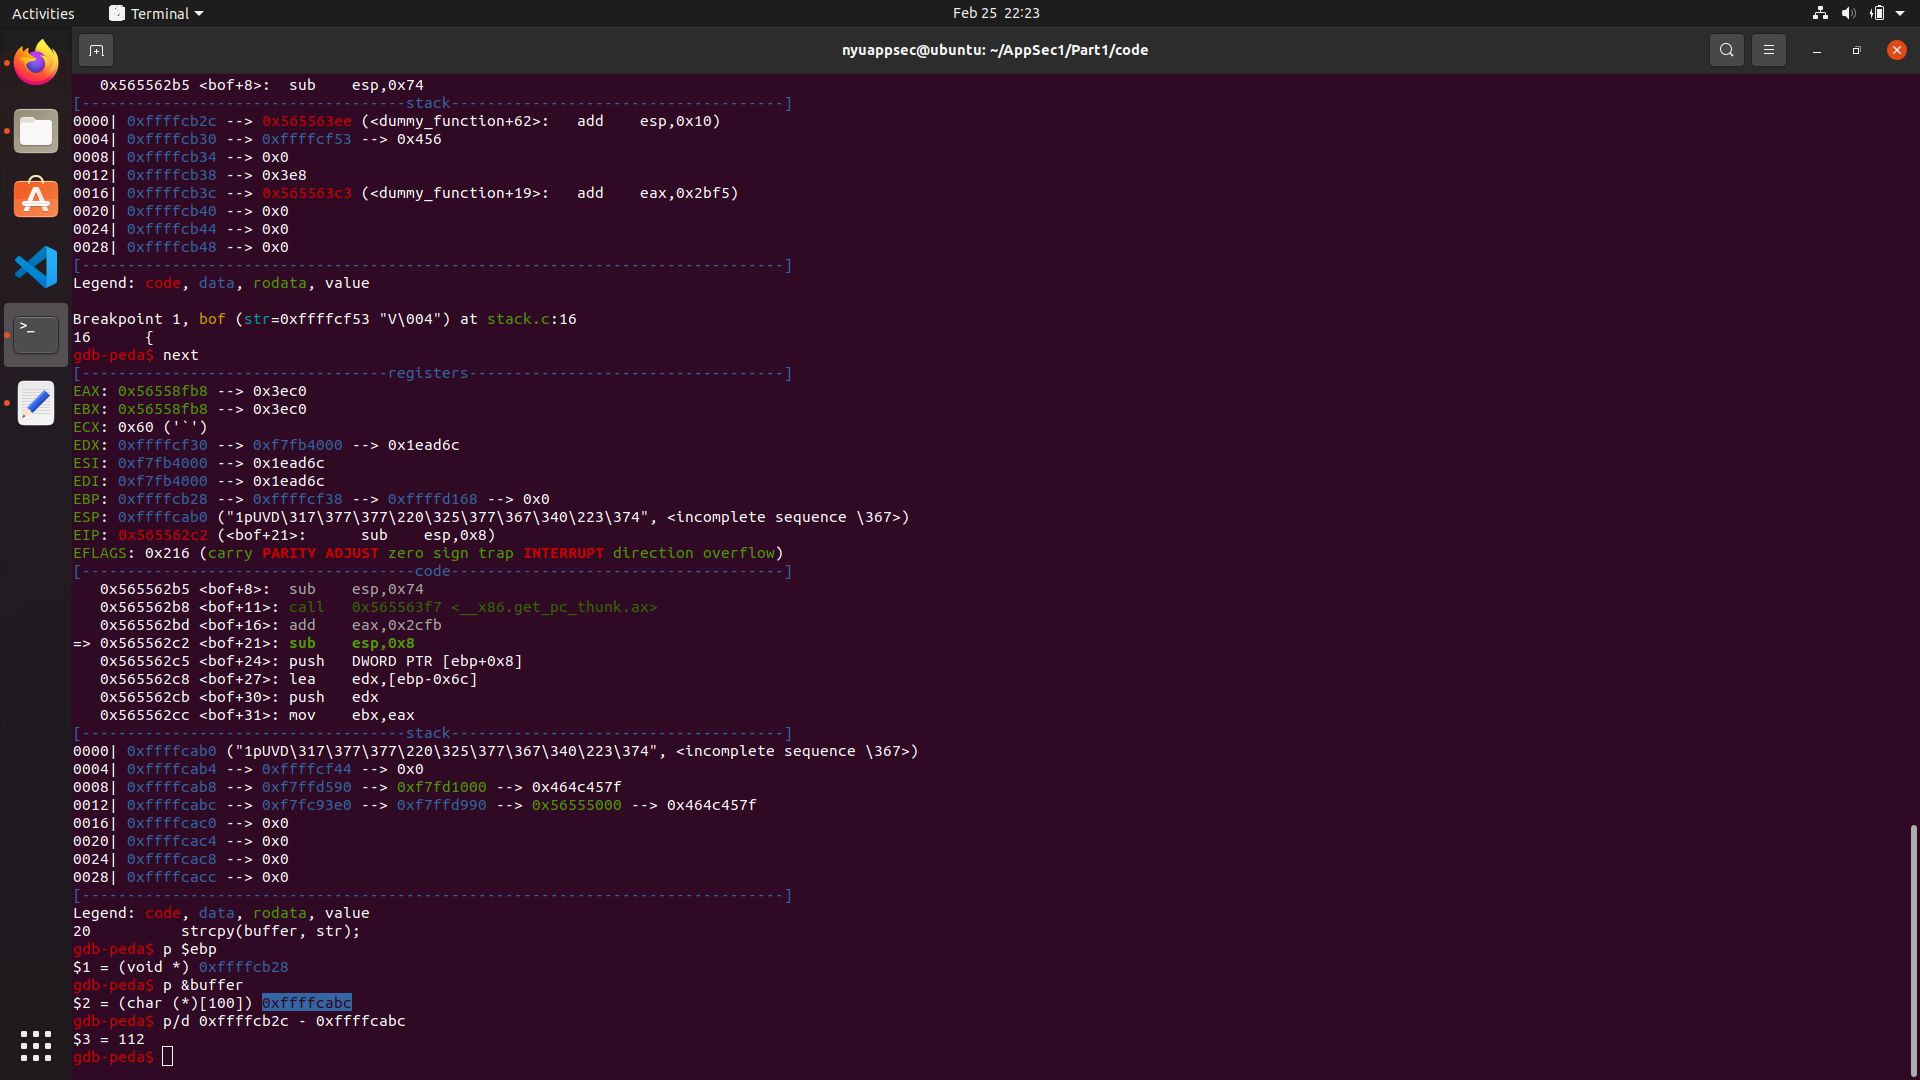 Activities Terminal Feb 25 22:23
nyuappsec@ubuntu: ~/AppSec1/Part1/code
   0x565562b5 <bof+8>:	sub    esp,0x74
[------------------------------------stack-------------------------------------]
0000| 0xffffcb2c --> 0x565563ee (<dummy_function+62>:	add    esp,0x10)
0004| 0xffffcb30 --> 0xffffcf53 --> 0x456
0008| 0xffffcb34 --> 0x0
0012| 0xffffcb38 --> 0x3e8
0016| 0xffffcb3c --> 0x565563c3 (<dummy_function+19>:	add    eax,0x2bf5)
0020| 0xffffcb40 --> 0x0
0024| 0xffffcb44 --> 0x0
0028| 0xffffcb48 --> 0x0
[------------------------------------------------------------------------------]
Legend: code, data, rodata, value

Breakpoint 1, bof (str=0xffffcf53 "V\004") at stack.c:16
16	{
gdb-peda$ next
[----------------------------------registers-----------------------------------]
EAX: 0x56558fb8 --> 0x3ec0
EBX: 0x56558fb8 --> 0x3ec0
ECX: 0x60 ('`')
EDX: 0xffffcf30 --> 0xf7fb4000 --> 0x1ead6c
ESI: 0xf7fb4000 --> 0x1ead6c
EDI: 0xf7fb4000 --> 0x1ead6c
EBP: 0xffffcb28 --> 0xffffcf38 --> 0xffffd168 --> 0x0
ESP: 0xffffcab0 ("1pUVD\317\377\377\220\325\377\367\340\223\374", <incomplete sequence \367>)
EIP: 0x565562c2 (<bof+21>:	sub    esp,0x8)
EFLAGS: 0x216 (carry PARITY ADJUST zero sign trap INTERRUPT direction overflow)
[-------------------------------------code-------------------------------------]
   0x565562b5 <bof+8>:	sub    esp,0x74
   0x565562b8 <bof+11>:	call   0x565563f7 <__x86.get_pc_thunk.ax>
   0x565562bd <bof+16>:	add    eax,0x2cfb
=> 0x565562c2 <bof+21>:	sub    esp,0x8
   0x565562c5 <bof+24>:	push   DWORD PTR [ebp+0x8]
   0x565562c8 <bof+27>:	lea    edx,[ebp-0x6c]
   0x565562cb <bof+30>:	push   edx
   0x565562cc <bof+31>:	mov    ebx,eax
[------------------------------------stack-------------------------------------]
0000| 0xffffcab0 ("1pUVD\317\377\377\220\325\377\367\340\223\374", <incomplete sequence \367>)
0004| 0xffffcab4 --> 0xffffcf44 --> 0x0
0008| 0xffffcab8 --> 0xf7ffd590 --> 0xf7fd1000 --> 0x464c457f
0012| 0xffffcabc --> 0xf7fc93e0 --> 0xf7ffd990 --> 0x56555000 --> 0x464c457f
0016| 0xffffcac0 --> 0x0
0020| 0xffffcac4 --> 0x0
0024| 0xffffcac8 --> 0x0
0028| 0xffffcacc --> 0x0
[------------------------------------------------------------------------------]
Legend: code, data, rodata, value
20	    strcpy(buffer, str);
gdb-peda$ p $ebp
$1 = (void *) 0xffffcb28
gdb-peda$ p &buffer
$2 = (char (*)[100]) 0xffffcabc
gdb-peda$ p/d 0xffffcb2c - 0xffffcabc
$3 = 112
gdb-peda$